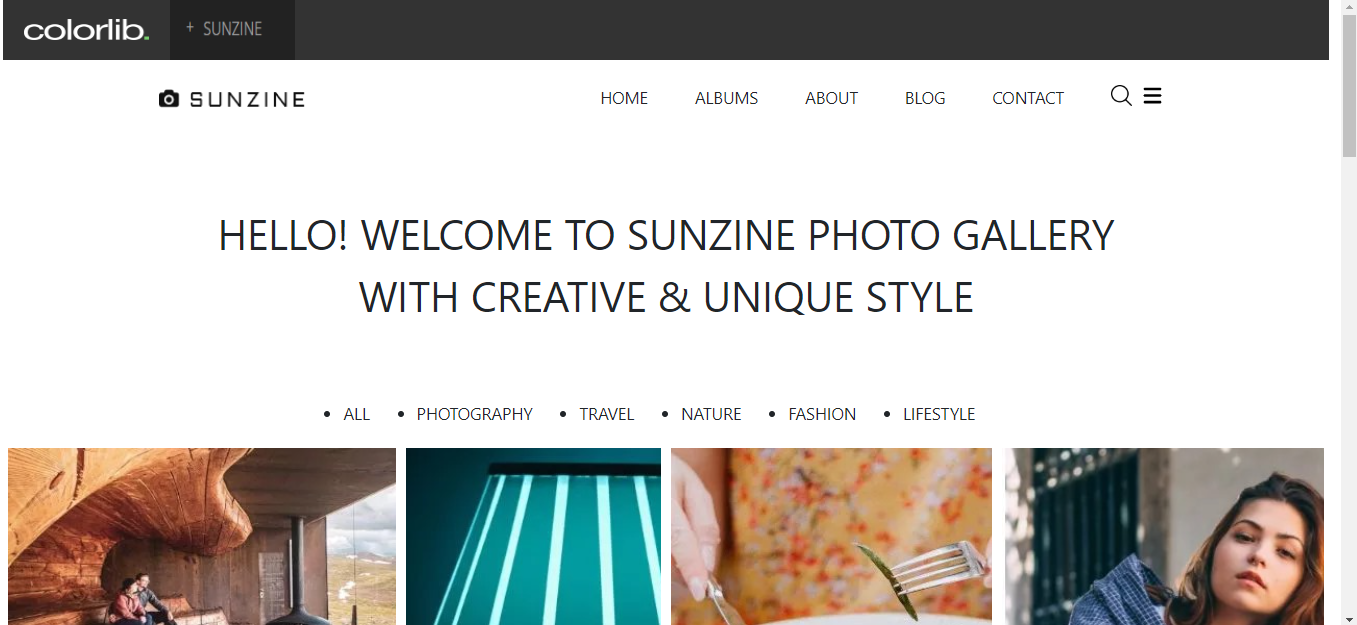 colorlib.
+ SUNZINE
SUNZINE
HOME ALBUMS ABOUT BLOG CONTACT
HELLO! WELCOME TO SUNZINE PHOTO GALLERY
WITH CREATIVE & UNIQUE STYLE
• ALL • PHOTOGRAPHY • TRAVEL • NATURE • FASHION • LIFESTYLE